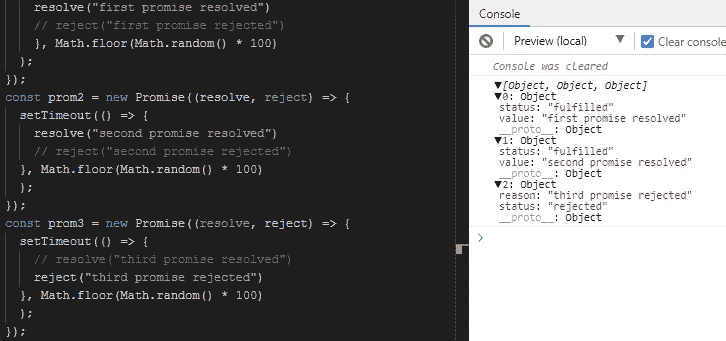 resolve("first promise resolved")
// reject("first promise rejected")
}, Math.floor(Math.random() * 100)
);
});
const prom2 = new Promise((resolve, reject) => {
setTimeout(() => {
resolve("second promise resolved")
// reject("second promise rejected")
}, Math.floor(Math.random() * 100)
);
});
const prom3 = new Promise((resolve, reject) => {
setTimeout(() => {
// resolve("third promise resolved")
reject("third promise rejected")
}, Math.floor(Math.random() * 100)
);
});
Console
Preview (local) ▼ Clear console
Console was cleared
▼[Object, Object, Object]
▼0: Object
status: "fulfilled"
value: "first promise resolved"
__proto__: Object
▼1: Object
status: "fulfilled"
value: "second promise resolved"
__proto__: Object
▼2: Object
reason: "third promise rejected"
status: "rejected"
__proto__: Object
>